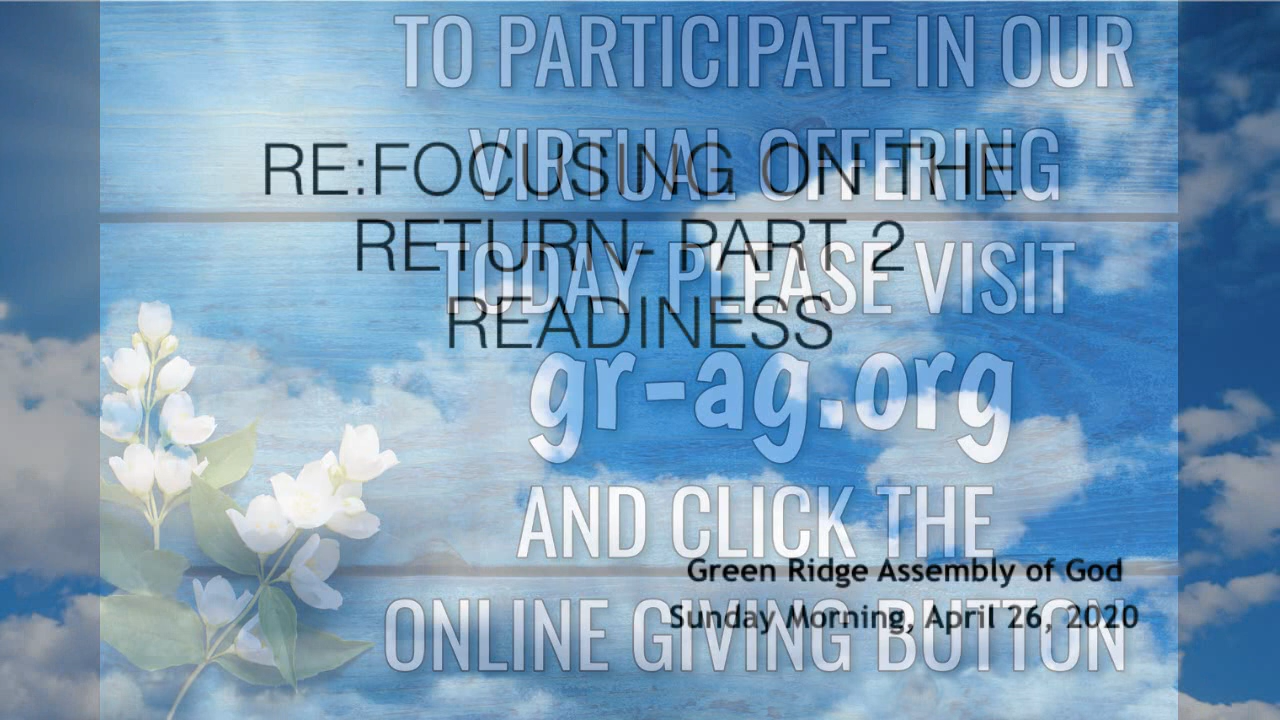 TO PARTICIPATE IN OUR
VIRTUAL OFFERING
TODAY PLEASE VISIT
gr-ag.org
AND CLICK THE
ONLINE GIVING BUTTON
RE:FOCUSING ON THE
RETURN- PART 2
READINESS
Green Ridge Assembly of God
Sunday Morning, April 26, 2020